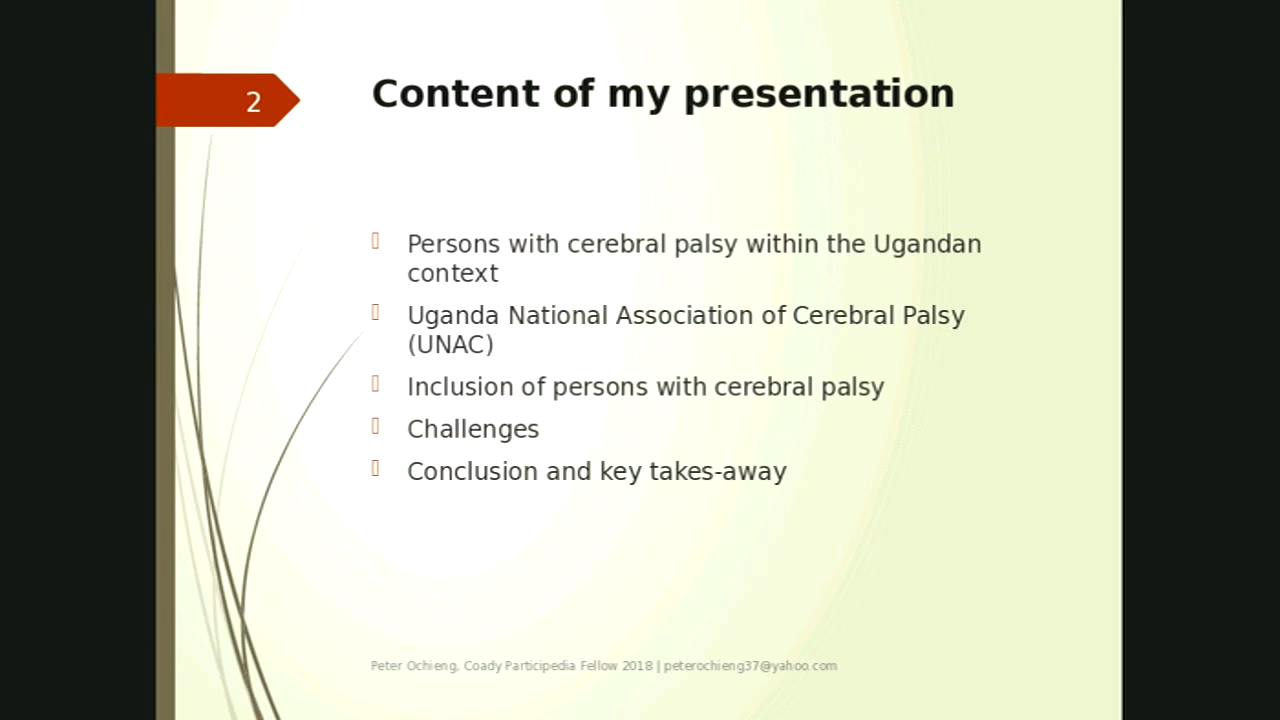 2
Content of my presentation
Persons with cerebral palsy within the Ugandan
context
Uganda National Association of Cerebral Palsy
(UNAC)
Inclusion of persons with cerebral palsy
Challenges
Conclusion and key takes-away
Peter Ochieng, Coady Participedia Fellow 2018 | peterochieng37@yahoo.com